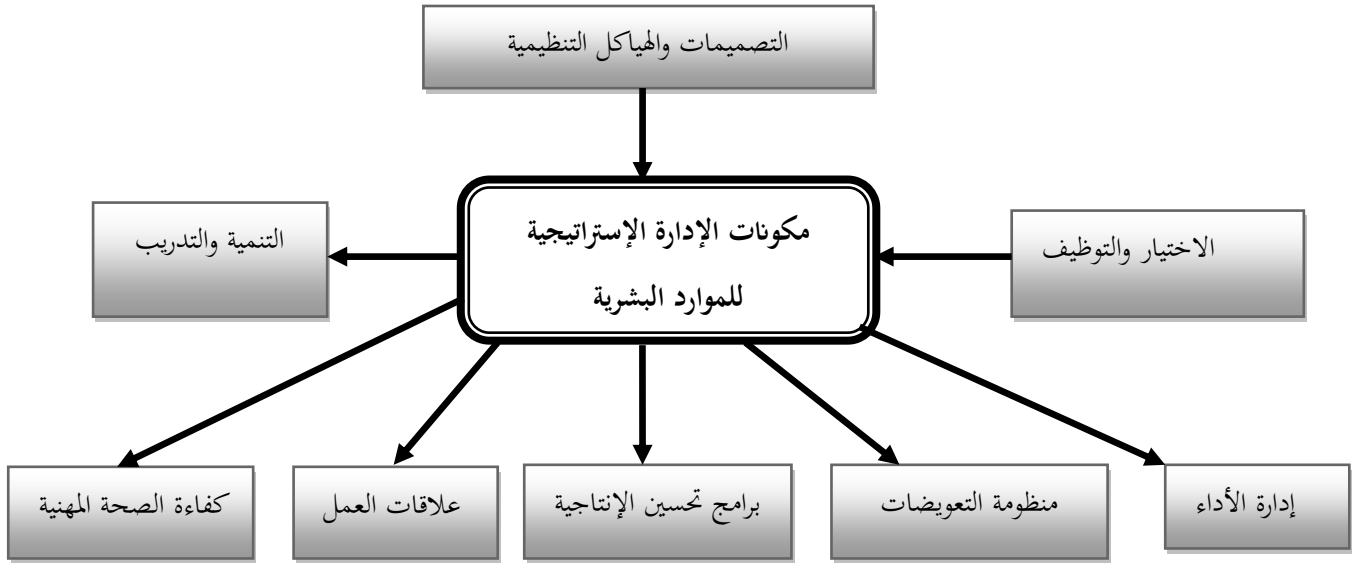 التصميمات والهياكل التنظيمية
مكونات الإدارة الإستراتيجية
للموارد البشرية
الاختيار والتوظيف
التنمية والتدريب
إدارة الأداء
منظومة التعويضات
برامج تحسين الإنتاجية
علاقات العمل
كفاءة الصحة المهنية